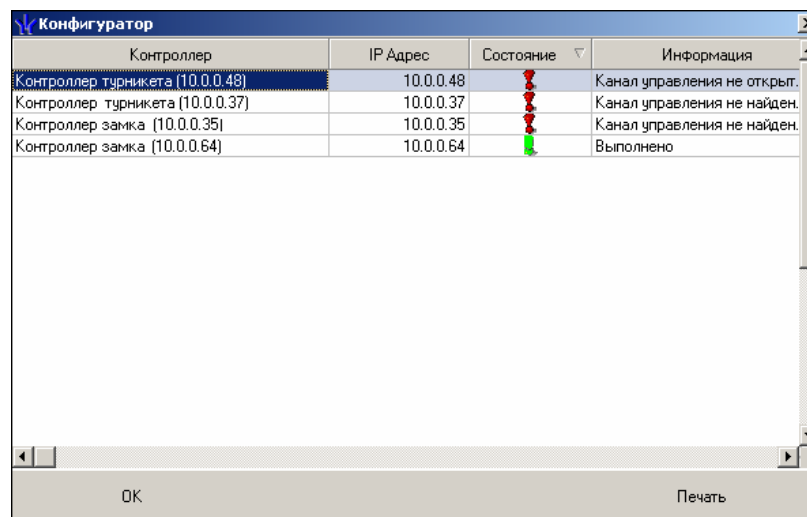 Конфигуратор
Контроллер IP Адрес Состояние Информация
Контроллер турникета (10.0.0.48) 10.0.0.48 Канал управления не открыт.
Контроллер турникета (10.0.0.37) 10.0.0.37 Канал управления не найден.
Контроллер замка (10.0.0.35) 10.0.0.35 Канал управления не найден.
Контроллер замка (10.0.0.64) 10.0.0.64 Выполнено
OK Печать